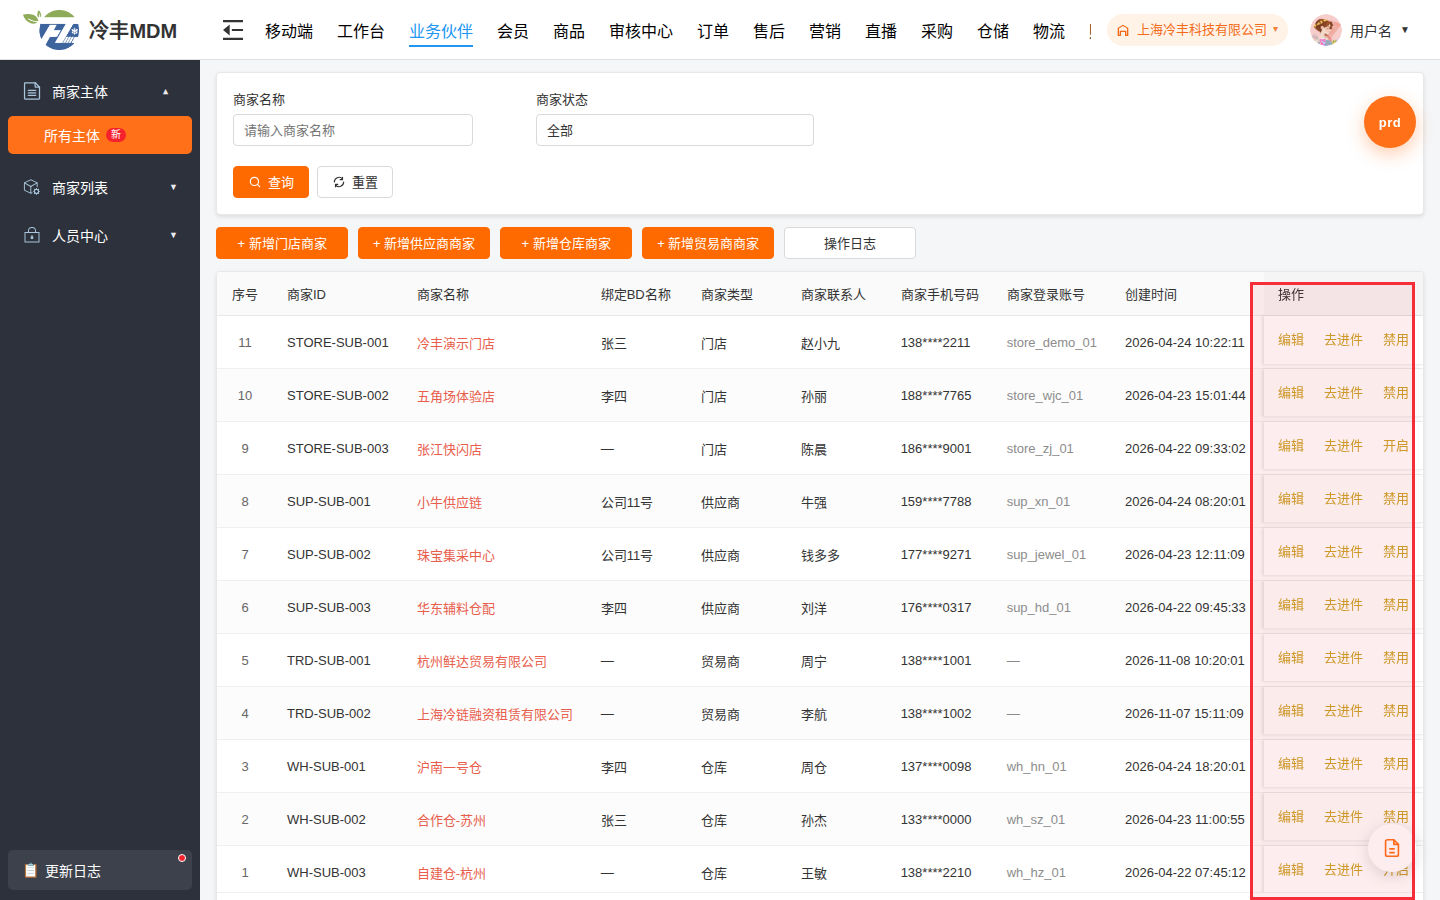 冷丰MDM
移动端 工作台 业务伙伴 会员 商品 审核中心 订单 售后 营销 直播 采购 仓储 物流
上海冷丰科技有限公司 ▾
用户名 ▼
商家主体 ▲
所有主体 新
商家列表 ▼
人员中心 ▼
📋 更新日志
商家名称 商家状态
请输入商家名称 全部
prd
查询 重置
+ 新增门店商家 + 新增供应商商家 + 新增仓库商家 + 新增贸易商商家 操作日志
序号 商家ID 商家名称 绑定BD名称 商家类型 商家联系人 商家手机号码 商家登录账号 创建时间 操作
11 STORE-SUB-001 冷丰演示门店 张三 门店 赵小九 138****2211 store_demo_01 2026-04-24 10:22:11 编辑 去进件 禁用
10 STORE-SUB-002 五角场体验店 李四 门店 孙丽 188****7765 store_wjc_01 2026-04-23 15:01:44 编辑 去进件 禁用
9 STORE-SUB-003 张江快闪店 — 门店 陈晨 186****9001 store_zj_01 2026-04-22 09:33:02 编辑 去进件 开启
8 SUP-SUB-001 小牛供应链 公司11号 供应商 牛强 159****7788 sup_xn_01 2026-04-24 08:20:01 编辑 去进件 禁用
7 SUP-SUB-002 珠宝集采中心 公司11号 供应商 钱多多 177****9271 sup_jewel_01 2026-04-23 12:11:09 编辑 去进件 禁用
6 SUP-SUB-003 华东辅料仓配 李四 供应商 刘洋 176****0317 sup_hd_01 2026-04-22 09:45:33 编辑 去进件 禁用
5 TRD-SUB-001 杭州鲜达贸易有限公司 — 贸易商 周宁 138****1001 — 2026-11-08 10:20:01 编辑 去进件 禁用
4 TRD-SUB-002 上海冷链融资租赁有限公司 — 贸易商 李航 138****1002 — 2026-11-07 15:11:09 编辑 去进件 禁用
3 WH-SUB-001 沪南一号仓 李四 仓库 周仓 137****0098 wh_hn_01 2026-04-24 18:20:01 编辑 去进件 禁用
2 WH-SUB-002 合作仓-苏州 张三 仓库 孙杰 133****0000 wh_sz_01 2026-04-23 11:00:55 编辑 去进件 禁用
1 WH-SUB-003 自建仓-杭州 — 仓库 王敏 138****2210 wh_hz_01 2026-04-22 07:45:12 编辑 去进件 开启